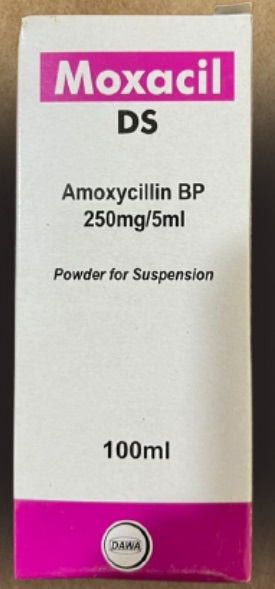 Moxacil
DS
Amoxycillin BP
250mg/5ml
Powder for Suspension
100ml
DAWA